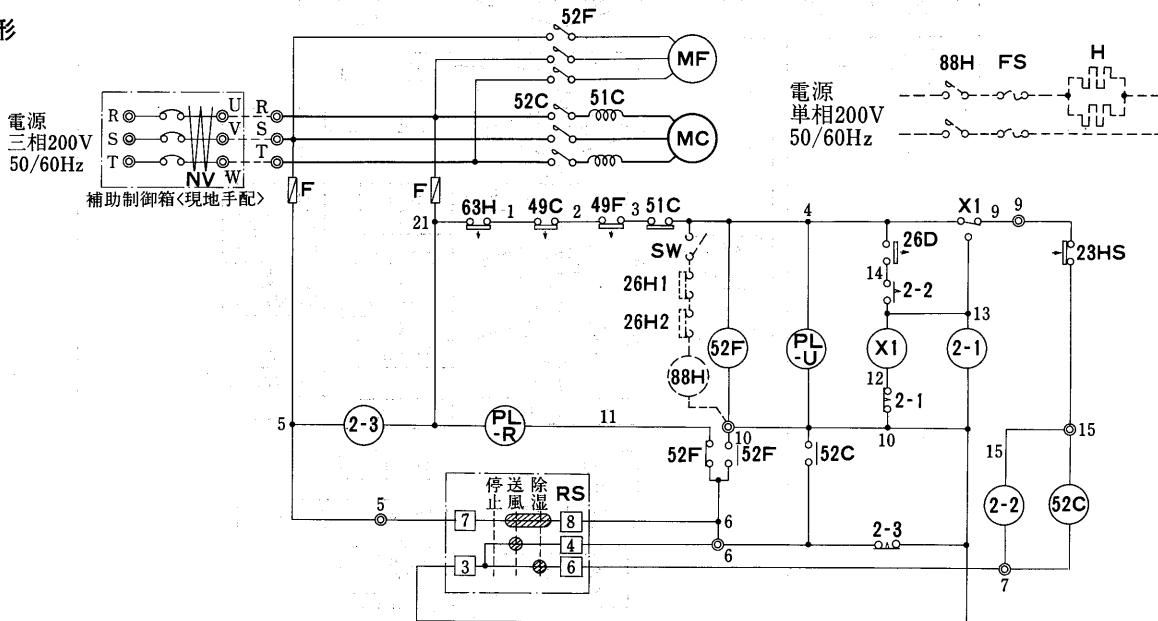 形
52F
MF
88H
FS
H
電源
単相200V
50/60Hz
電源
三相200V
50/60Hz
R
S
T
U
V
W
R
S
T
NV
補助制御箱<現地手配>
52C
51C
MC
F
F
21
63H
1
49C
2
49F
3
51C
4
X1
9
9
SW
26D
23HS
26H1
14
2-2
26H2
13
52F
PL
-U
X1
2-1
88H
12
2-1
5
2-3
PL
-R
11
10
10
15
52F
52F
52C
15
停止
送風
除湿
RS
2-2
52C
5
7
8
6
2-3
4
6
3
6
7